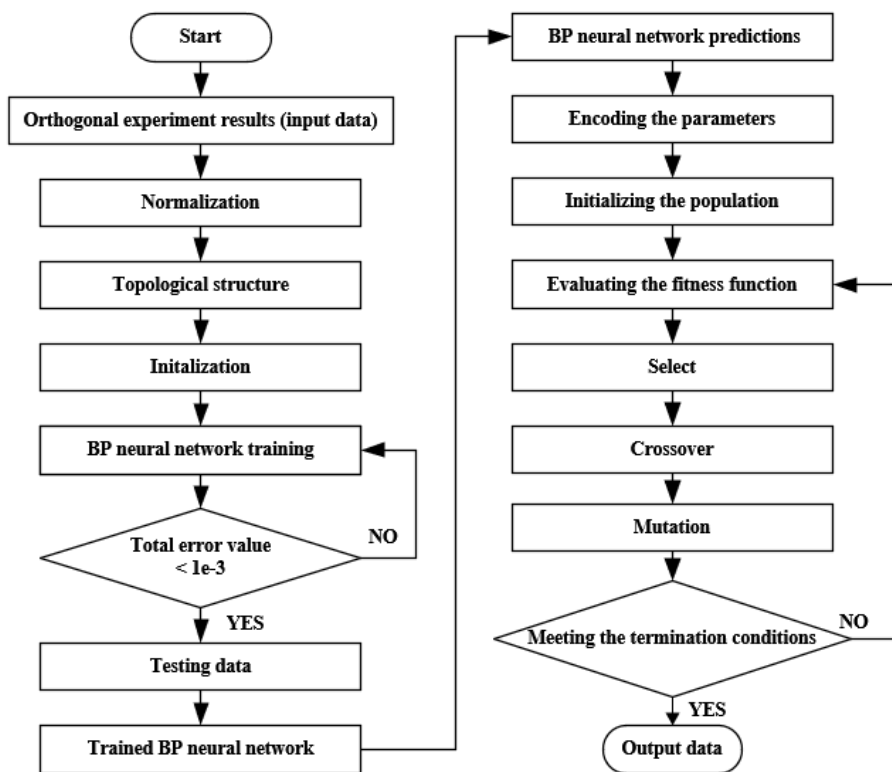 Start
Orthogonal experiment results (input data)
Normalization
Topological structure
Initalization
BP neural network training
NO
Total error value
< 1e-3
YES
Testing data
Trained BP neural network
BP neural network predictions
Encoding the parameters
Initializing the population
Evaluating the fitness function
Select
Crossover
Mutation
NO
Meeting the termination conditions
YES
Output data